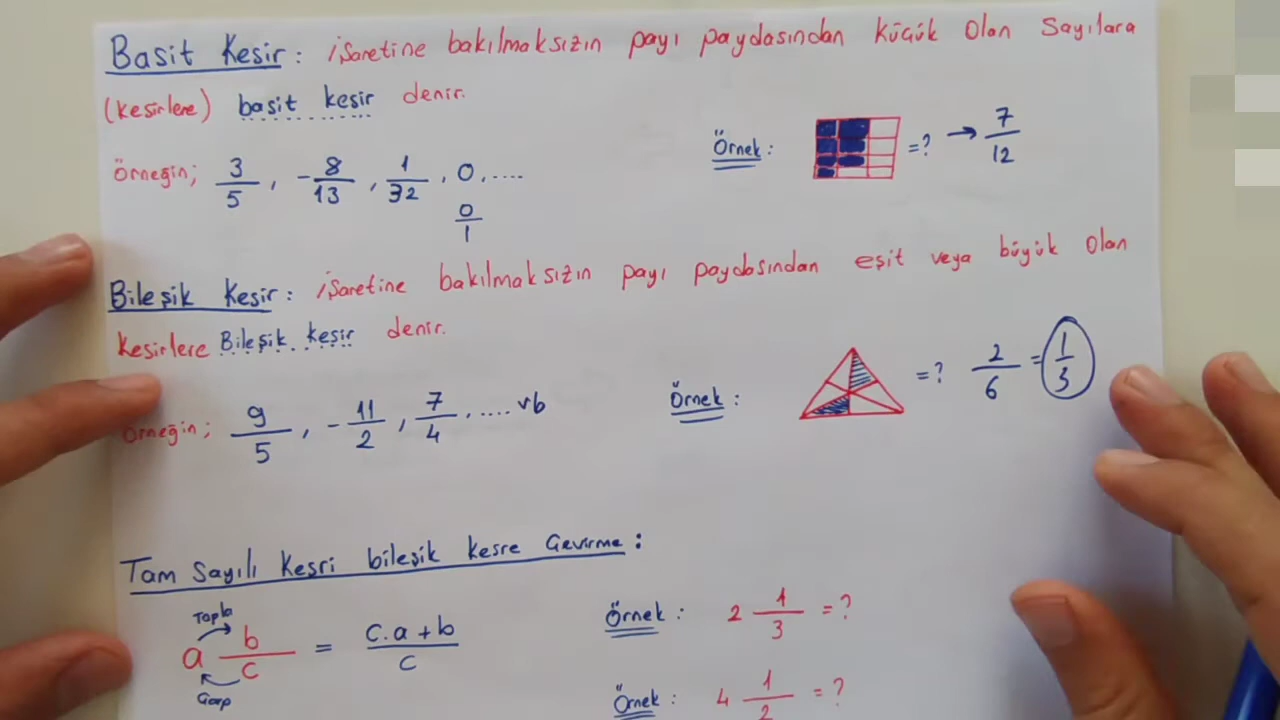 Basit Kesir : işaretine bakılmaksızın payı paydasından küçük olan sayılara
(kesirlere) basit kesir denir.
Örneğin; 3/5, -8/13, 1/32, 0, ....
0/1
Örnek: =? → 7/12
Bileşik Kesir : işaretine bakılmaksızın payı paydasından eşit veya büyük olan
kesirlere Bileşik kesir denir.
Örneğin; 9/5, -11/2, 7/4, .... vb
Örnek : =? 2/6 = 1/3
Tam Sayılı Kesri bileşik kesre Çevirme :
Topla
a b/c = c.a+b/c
Çarp
Örnek : 2 1/3 = ?
Örnek : 4 1/2 = ?